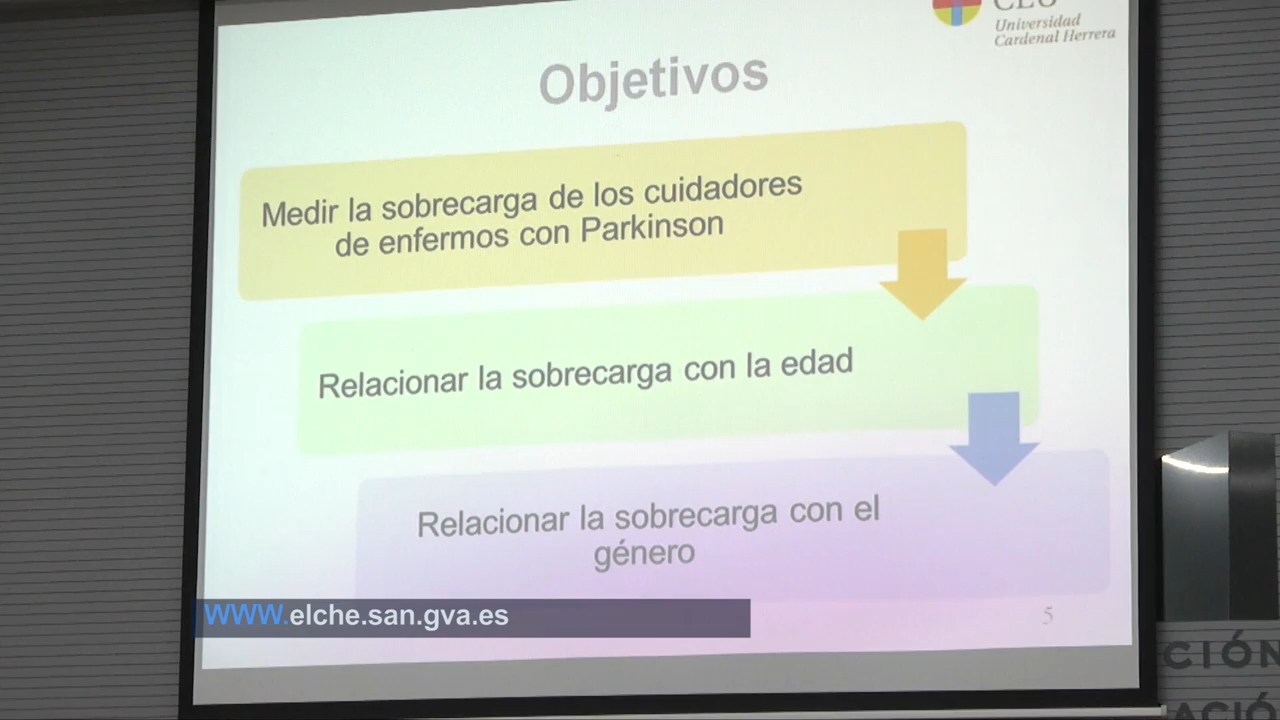 CEU
Universidad
Cardenal Herrera
Objetivos
Medir la sobrecarga de los cuidadores
de enfermos con Parkinson
Relacionar la sobrecarga con la edad
Relacionar la sobrecarga con el
género
www.elche.san.gva.es
5
CIÓN
ACIÓ